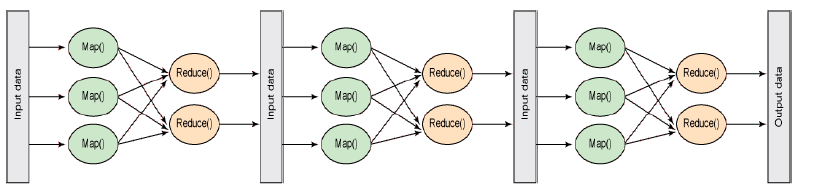 Input data
Map()
Map()
Map()
Reduce()
Reduce()
Input data
Map()
Map()
Map()
Reduce()
Reduce()
Input data
Map()
Map()
Map()
Reduce()
Reduce()
Output data